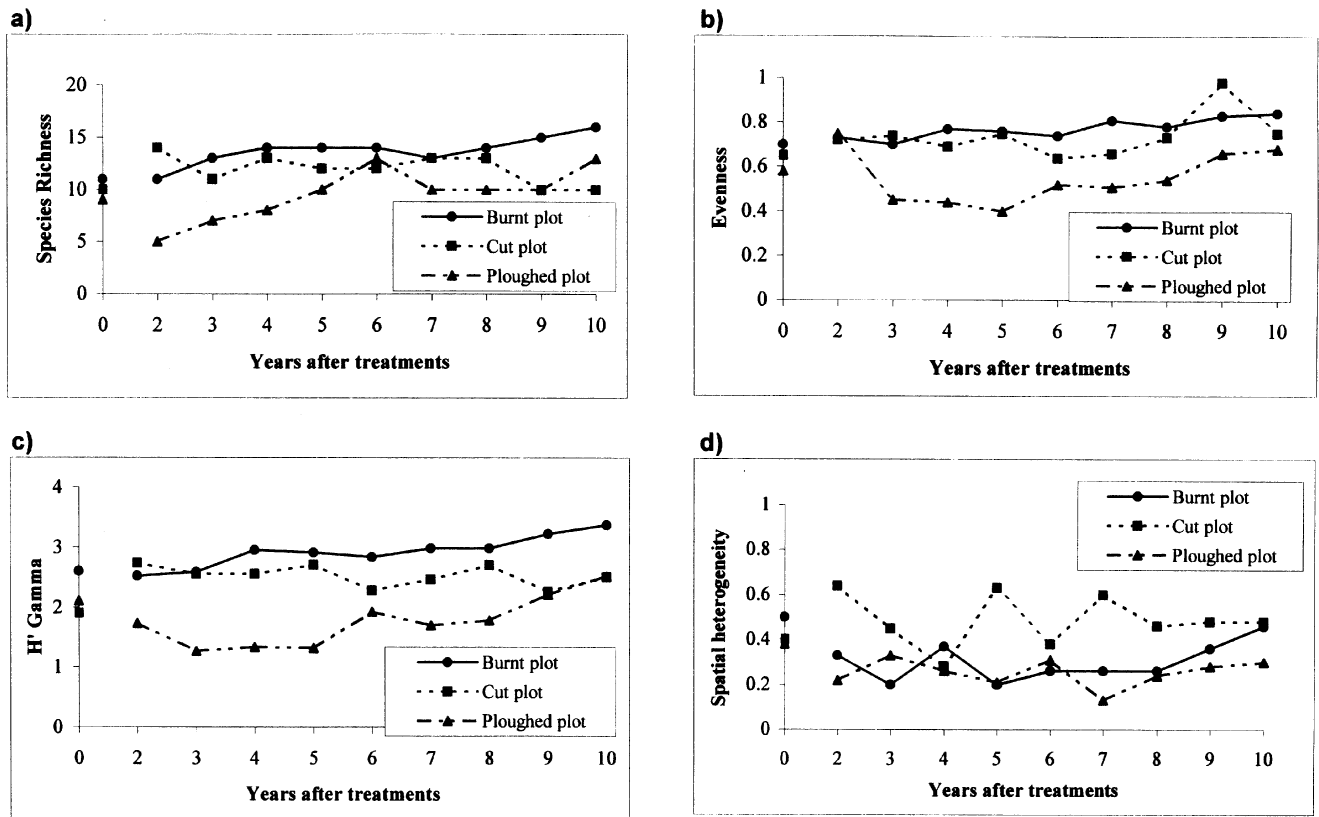 a)
20
15
10
5
0
Species Richness
Burnt plot
Cut plot
Ploughed plot
0 2 3 4 5 6 7 8 9 10
Years after treatments
b)
1
0.8
0.6
0.4
0.2
0
Evenness
Burnt plot
Cut plot
Ploughed plot
0 2 3 4 5 6 7 8 9 10
Years after treatments
c)
4
3
2
1
0
H' Gamma
Burnt plot
Cut plot
Ploughed plot
0 2 3 4 5 6 7 8 9 10
Years after treatments
d)
1
0.8
0.6
0.4
0.2
0
Spatial heterogeneity
Burnt plot
Cut plot
Ploughed plot
0 2 3 4 5 6 7 8 9 10
Years after treatments